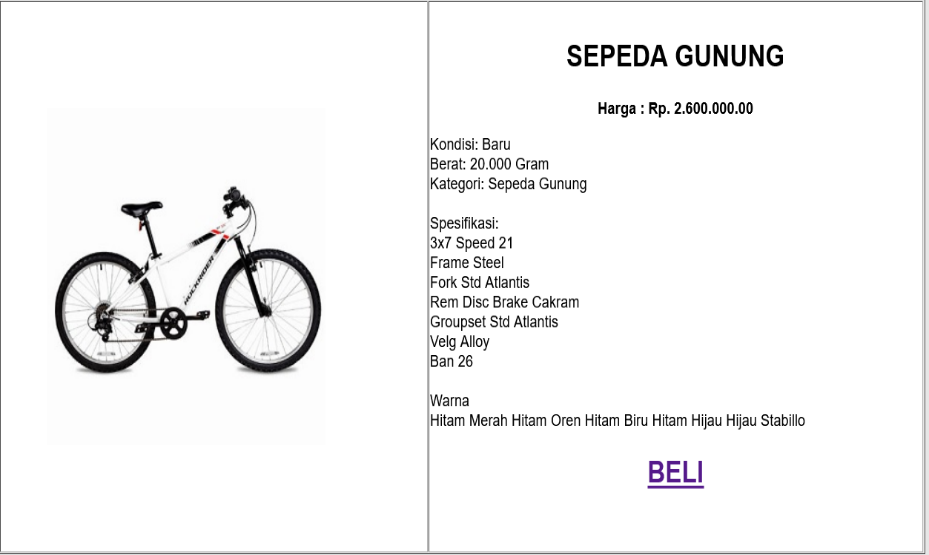 ROCKRIDER
SEPEDA GUNUNG
Harga : Rp. 2.600.000.00
Kondisi: Baru
Berat: 20.000 Gram
Kategori: Sepeda Gunung
Spesifikasi:
3x7 Speed 21
Frame Steel
Fork Std Atlantis
Rem Disc Brake Cakram
Groupset Std Atlantis
Velg Alloy
Ban 26
Warna
Hitam Merah Hitam Oren Hitam Biru Hitam Hijau Hijau Stabillo
BELI